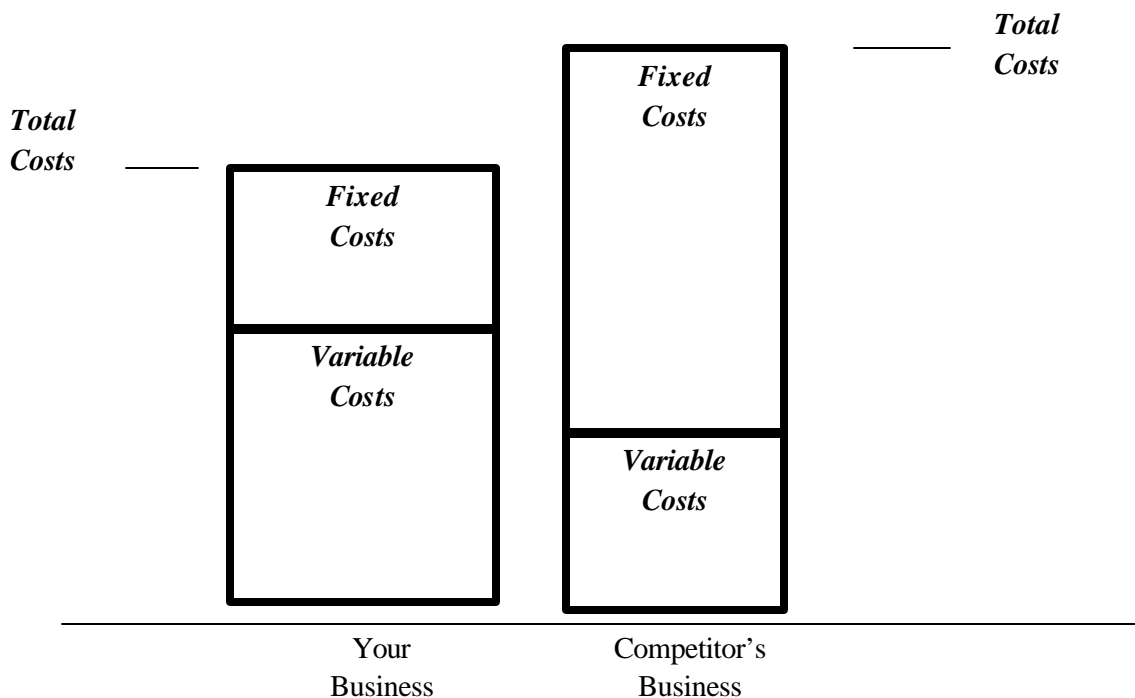 Total
Costs
Fixed
Costs
Variable
Costs
Fixed
Costs
Variable
Costs
Total
Costs
Your
Business
Competitor’s
Business